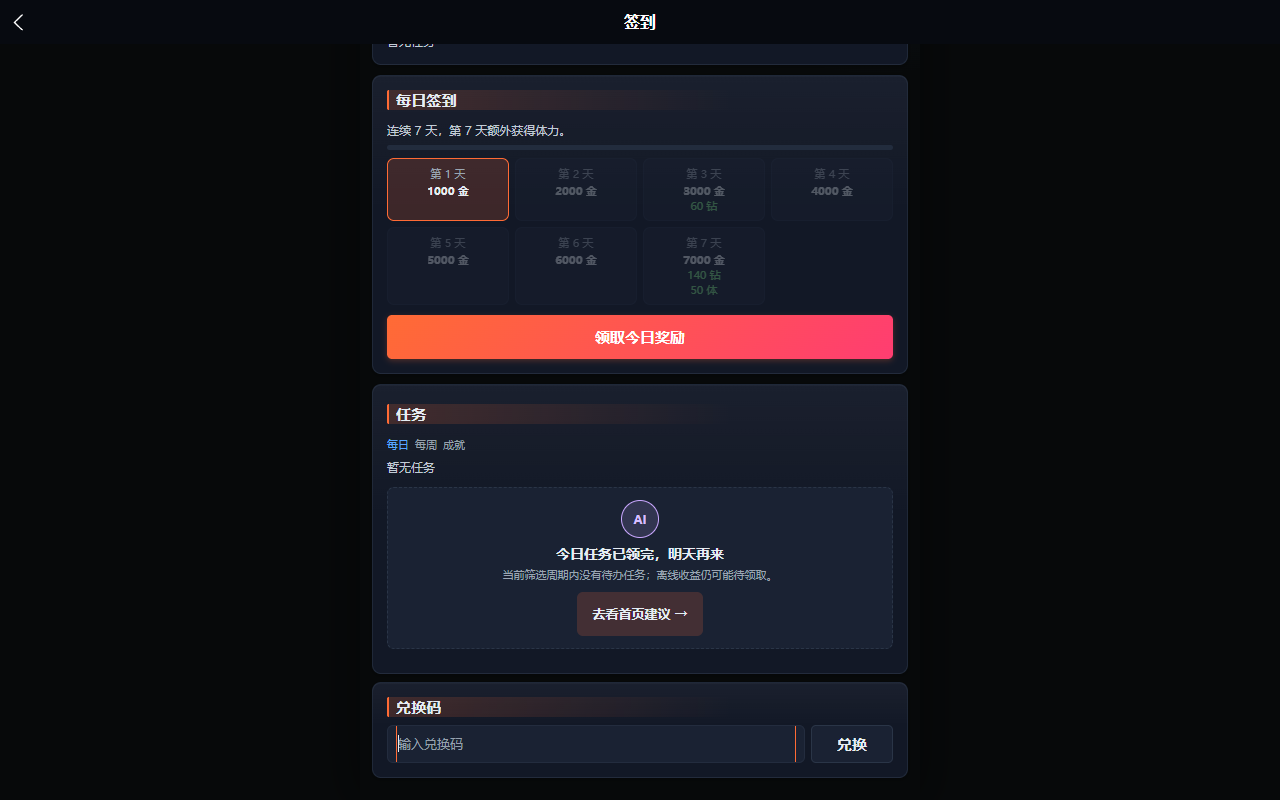 签到
暂无任务
每日签到
连续 7 天，第 7 天额外获得体力。
第 1 天
1000 金
第 2 天
2000 金
第 3 天
3000 金
60 钻
第 4 天
4000 金
第 5 天
5000 金
第 6 天
6000 金
第 7 天
7000 金
140 钻
50 体
领取今日奖励
任务
每日 每周 成就
暂无任务
AI
今日任务已领完，明天再来
当前筛选周期内没有待办任务；离线收益仍可能待领取。
去看首页建议 →
兑换码
输入兑换码
兑换